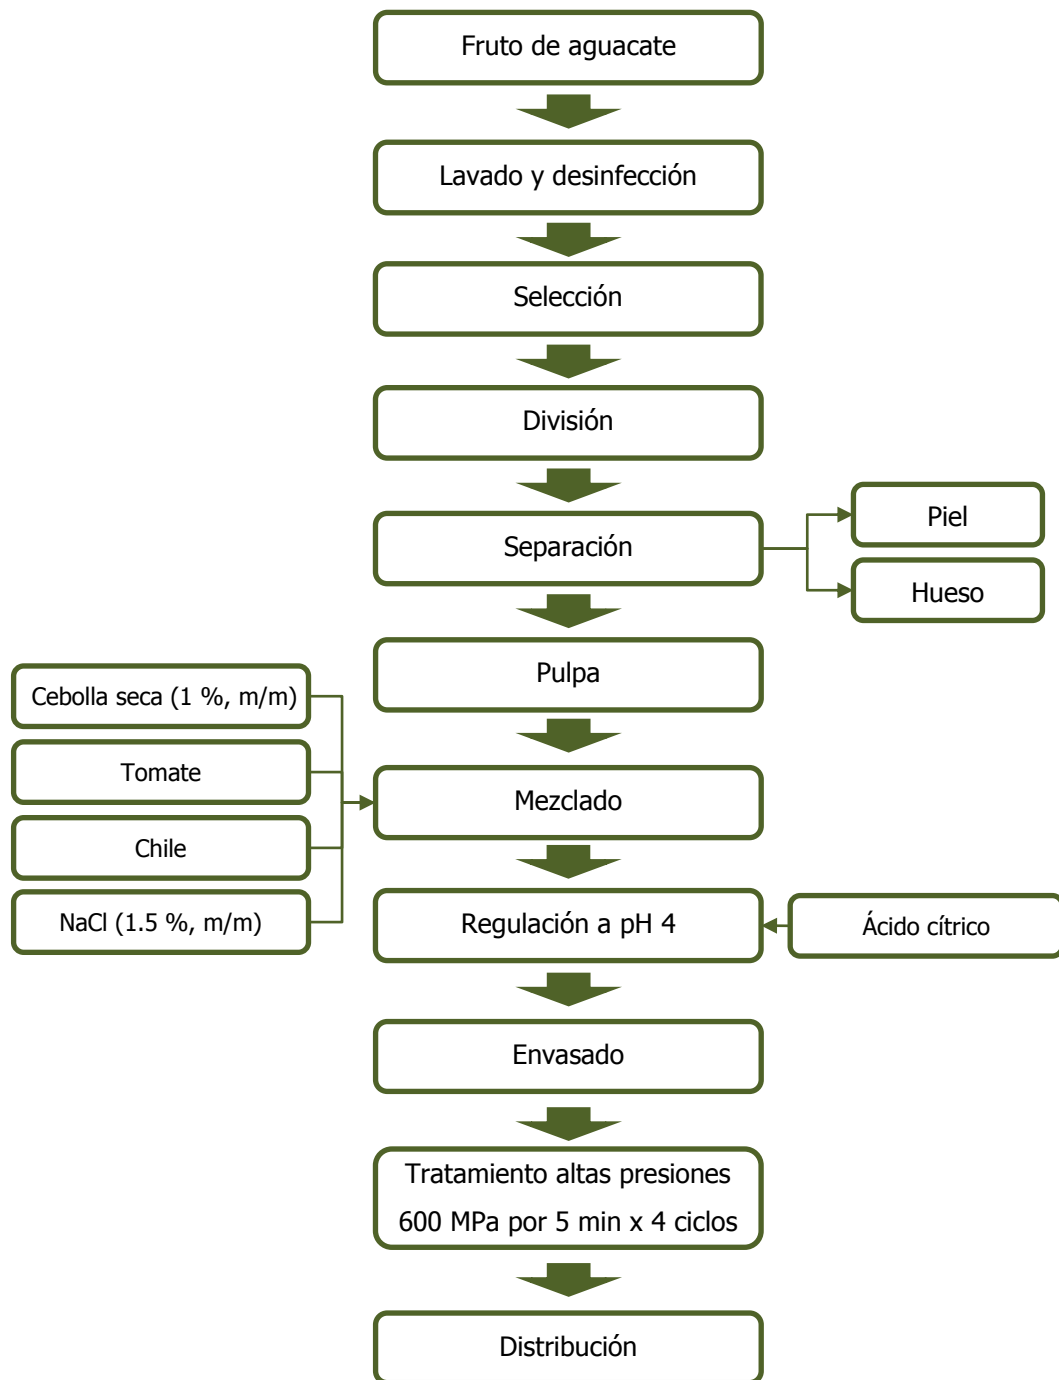 Fruto de aguacate
Lavado y desinfección
Selección
División
Separación
Piel
Hueso
Pulpa
Cebolla seca (1 %, m/m)
Tomate
Chile
NaCl (1.5 %, m/m)
Mezclado
Regulación a pH 4
Ácido cítrico
Envasado
Tratamiento altas presiones
600 MPa por 5 min x 4 ciclos
Distribución